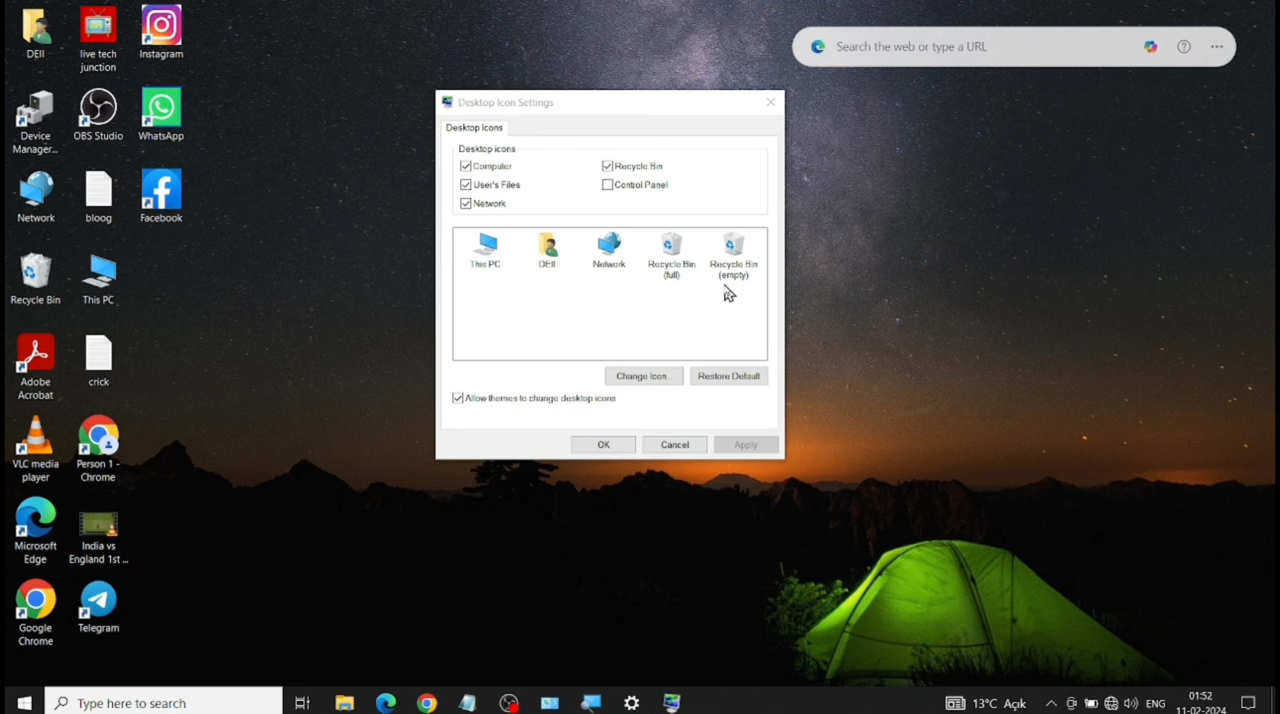 DEII
live tech
junction
Instagram
Device
Manager...
OBS Studio
WhatsApp
Network
bloog
Facebook
Recycle Bin
This PC
Adobe
Acrobat
crick
VLC media
player
Person 1 -
Chrome
Microsoft
Edge
India vs
England 1st ...
Google
Chrome
Telegram
Search the web or type a URL
Desktop Icon Settings
Desktop Icons
Desktop icons
Computer
Recycle Bin
User's Files
Control Panel
Network
This PC
DEII
Network
Recycle Bin
(full)
Recycle Bin
(empty)
Change Icon...
Restore Default
Allow themes to change desktop icons
OK
Cancel
Apply
Type here to search
13°C Açık
ENG
01:52
11-02-2024